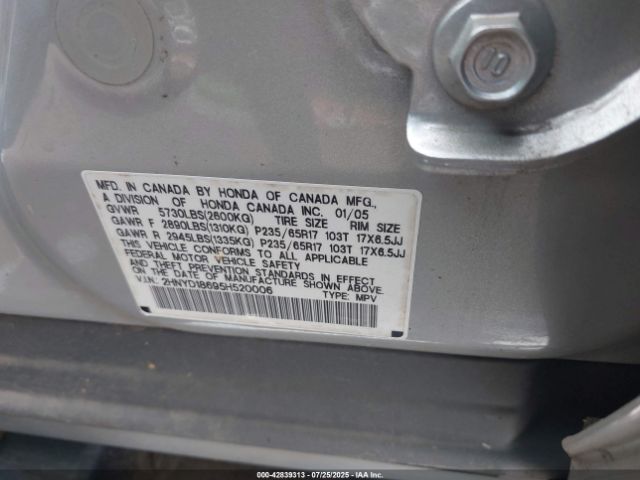 10
MFD. IN CANADA BY HONDA OF CANADA MFG.,
A DIVISION OF HONDA CANADA INC. 01/05
GVWR 5730LBS(2600KG) TIRE SIZE RIM SIZE
GAWR F 2890LBS(1310KG) P235/65R17 103T 17X6.5JJ
GAWR R 2945LBS(1335KG) P235/65R17 103T 17X6.5JJ
THIS VEHICLE CONFORMS TO ALL APPLICABLE
FEDERAL MOTOR VEHICLE SAFETY
AND THEFT PREVENTION STANDARDS IN EFFECT
ON THE DATE OF MANUFACTURE SHOWN ABOVE.
V.I.N.: 2HNYD18695H520006 TYPE: MPV
000-42839313 07/25/2025 IAA Inc.